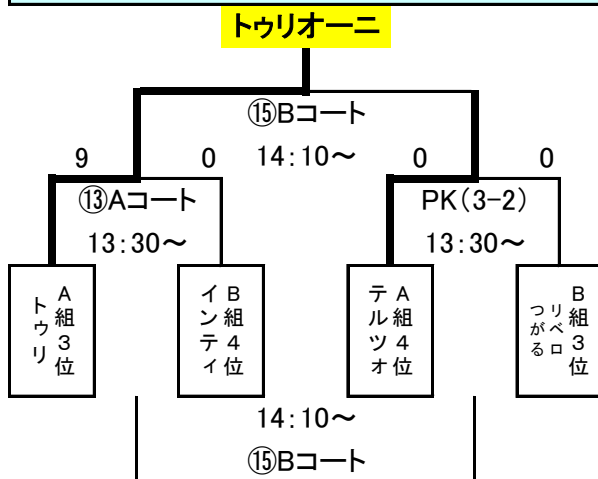 トゥリオーニ
⑮Bコート
9 0 14:10～ 0 0
⑬Aコート PK(3-2)
13:30～ 13:30～
A組3位
トゥリ
B組4位
インティ
A組4位
テルツォ
B組3位
リベロ
つがる
14:10～
⑮Bコート